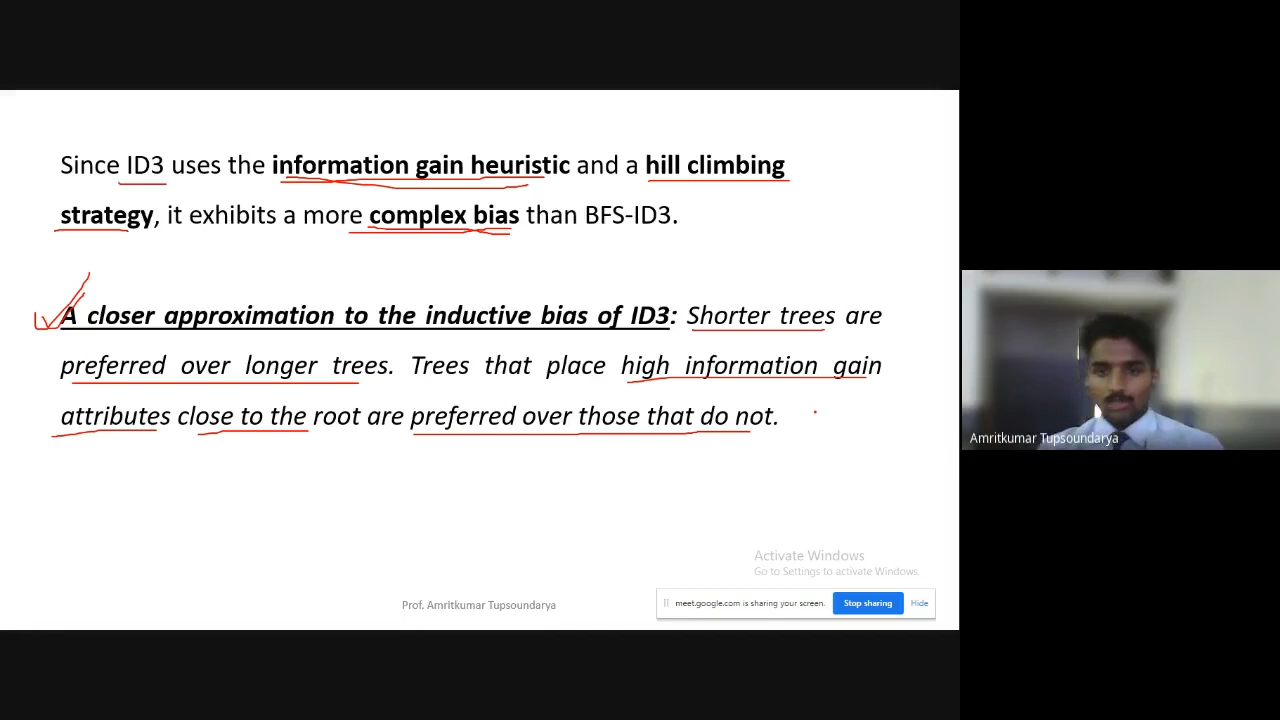 Since ID3 uses the information gain heuristic and a hill climbing
strategy, it exhibits a more complex bias than BFS-ID3.
A closer approximation to the inductive bias of ID3: Shorter trees are
preferred over longer trees. Trees that place high information gain
attributes close to the root are preferred over those that do not.
Amritkumar Tupsoundarya
Activate Windows
Go to Settings to activate Windows.
Prof. Amritkumar Tupsoundarya
meet.google.com is sharing your screen. Stop sharing Hide